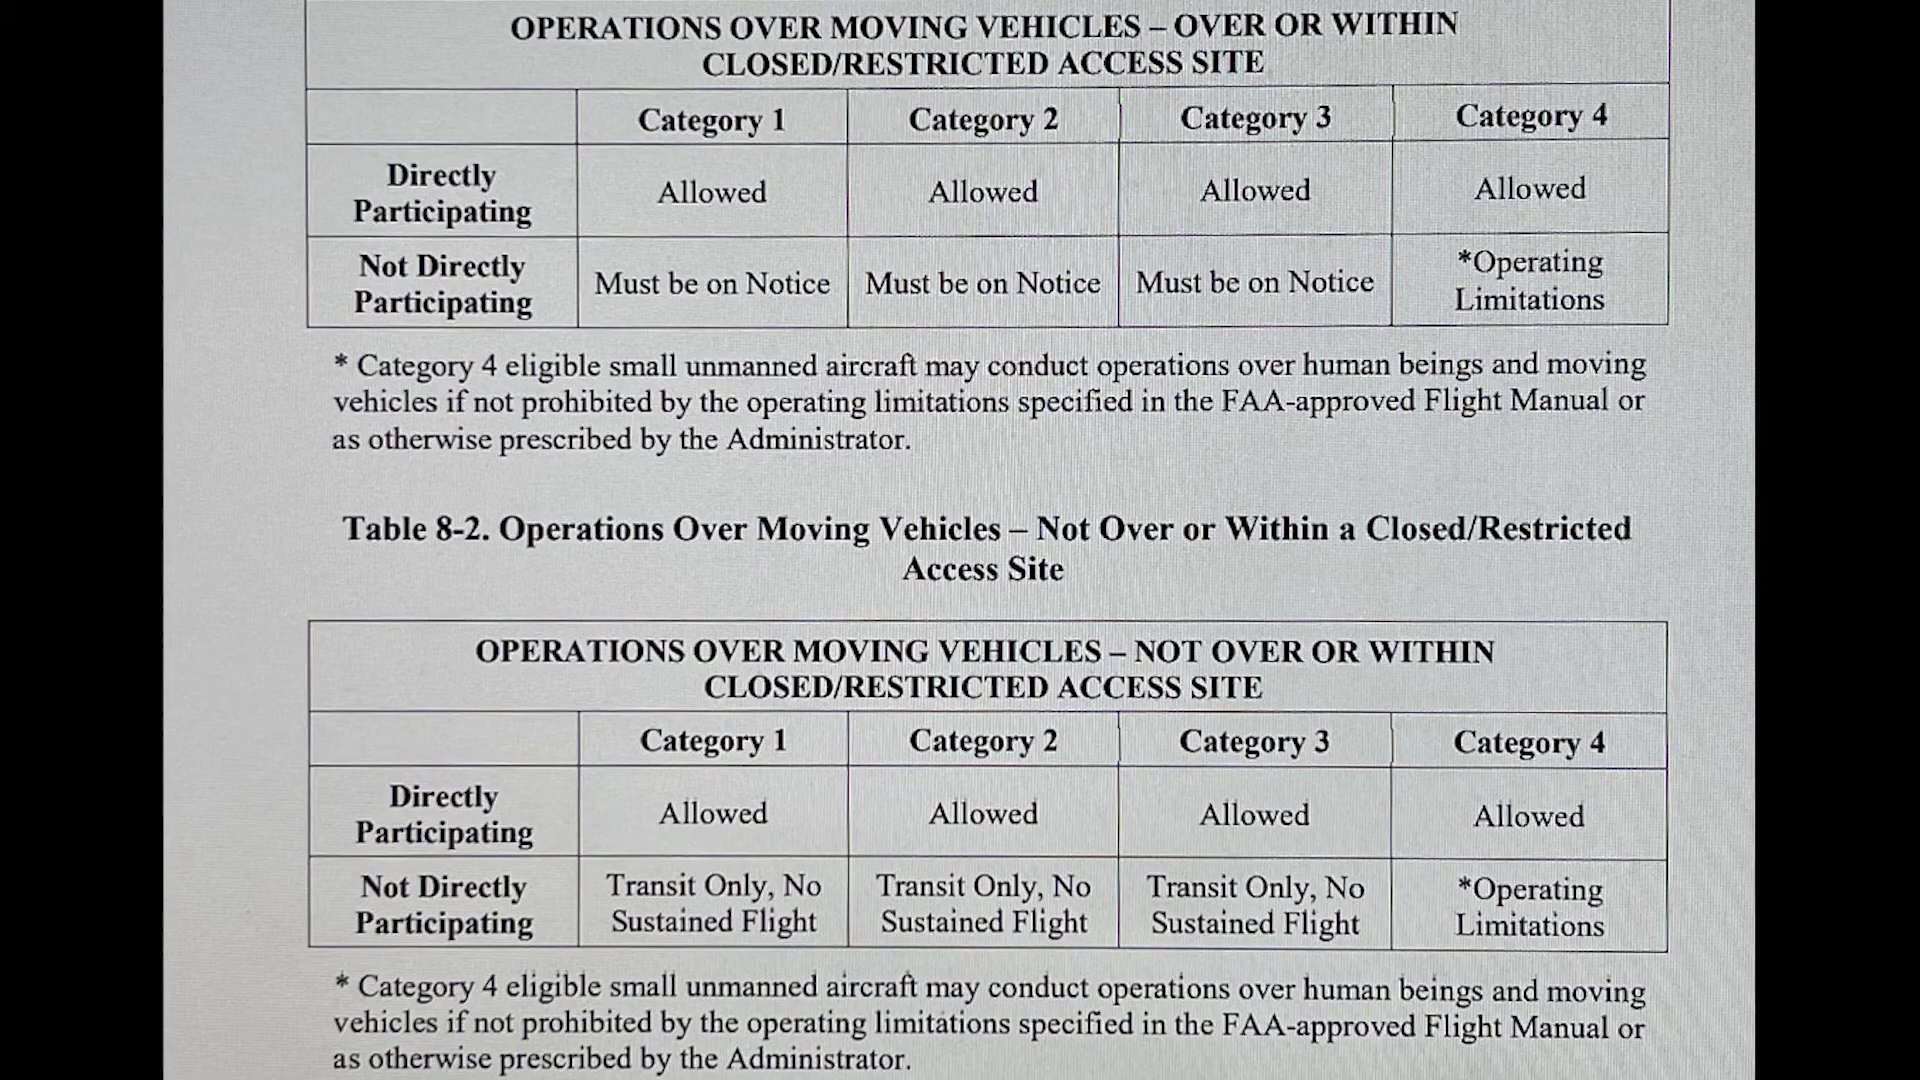 OPERATIONS OVER MOVING VEHICLES – OVER OR WITHIN
CLOSED/RESTRICTED ACCESS SITE
Category 1 Category 2 Category 3 Category 4
Directly
Participating Allowed Allowed Allowed Allowed
Not Directly
Participating Must be on Notice Must be on Notice Must be on Notice *Operating
Limitations
* Category 4 eligible small unmanned aircraft may conduct operations over human beings and moving
vehicles if not prohibited by the operating limitations specified in the FAA-approved Flight Manual or
as otherwise prescribed by the Administrator.
Table 8-2. Operations Over Moving Vehicles – Not Over or Within a Closed/Restricted
Access Site
OPERATIONS OVER MOVING VEHICLES – NOT OVER OR WITHIN
CLOSED/RESTRICTED ACCESS SITE
Category 1 Category 2 Category 3 Category 4
Directly
Participating Allowed Allowed Allowed Allowed
Not Directly Transit Only, No Transit Only, No Transit Only, No *Operating
Participating Sustained Flight Sustained Flight Sustained Flight Limitations
* Category 4 eligible small unmanned aircraft may conduct operations over human beings and moving
vehicles if not prohibited by the operating limitations specified in the FAA-approved Flight Manual or
as otherwise prescribed by the Administrator.